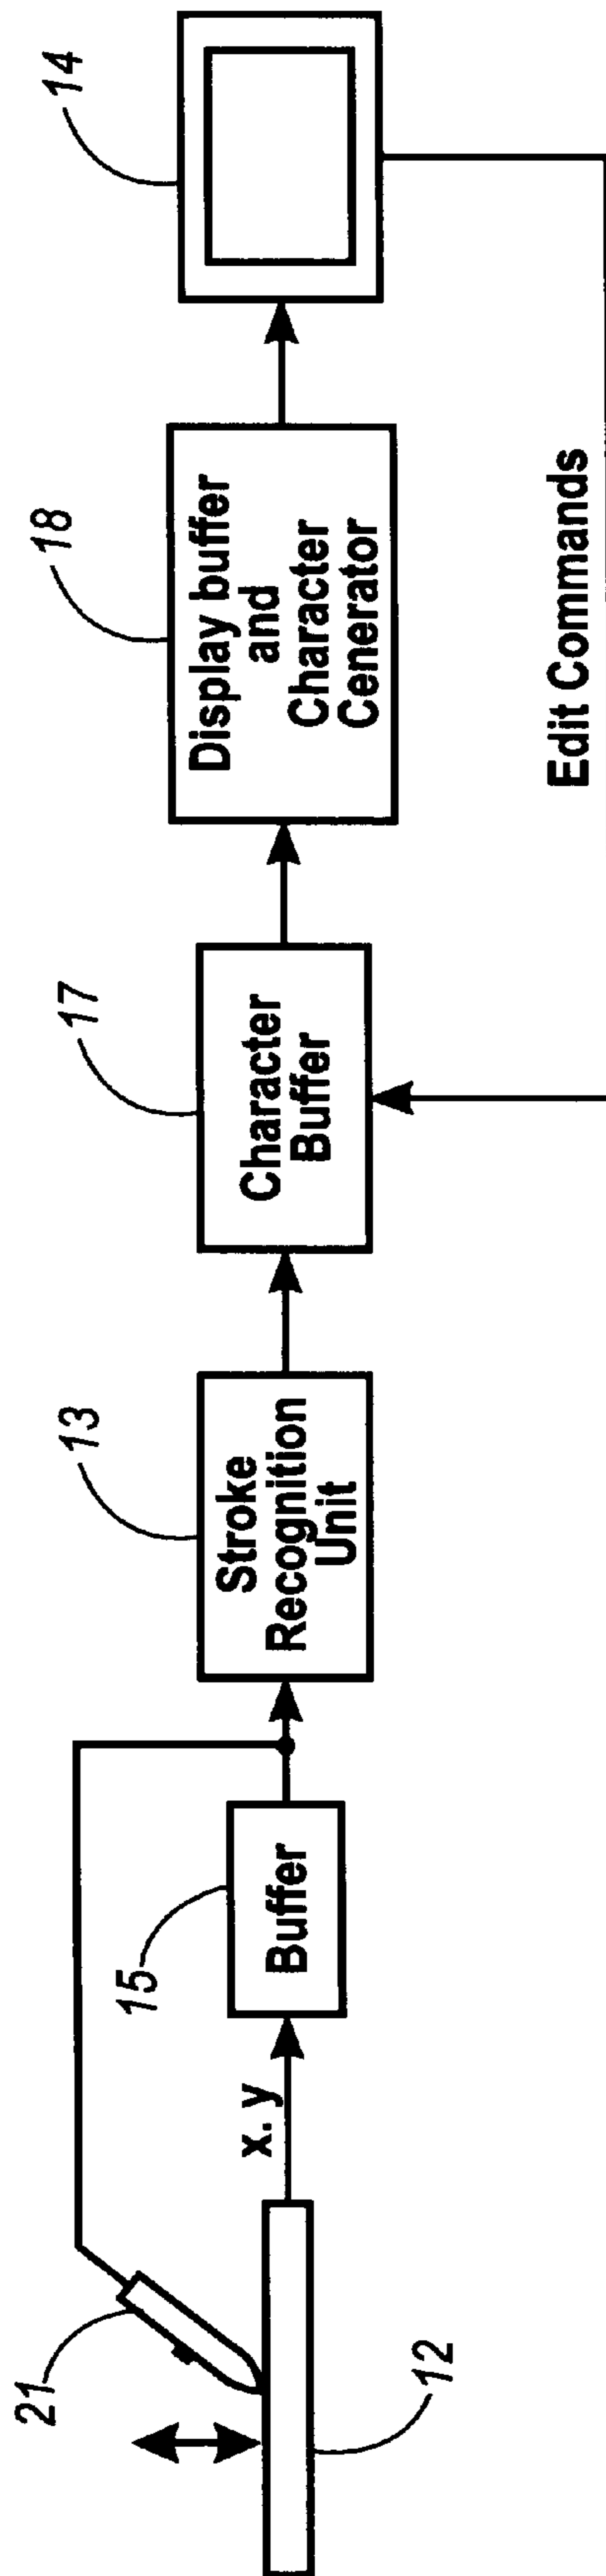 21
12
x. y
15
Buffer
13
Stroke
Recognition
Unit
17
Character
Buffer
18
Display buffer
and
Character
Cenerator
14
Edit Commands